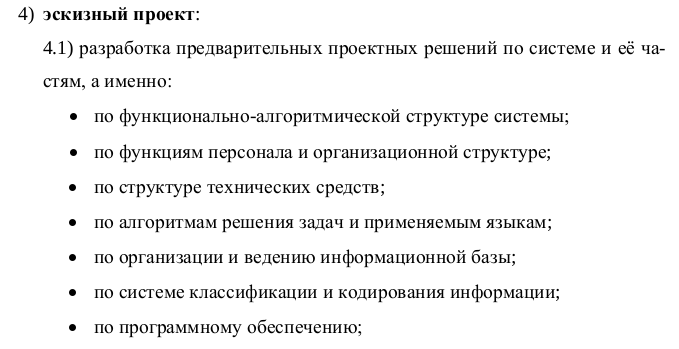 4) эскизный проект:
4.1) разработка предварительных проектных решений по системе и её ча-
стям, а именно:
• по функционально-алгоритмической структуре системы;
• по функциям персонала и организационной структуре;
• по структуре технических средств;
• по алгоритмам решения задач и применяемым языкам;
• по организации и ведению информационной базы;
• по системе классификации и кодирования информации;
• по программному обеспечению;